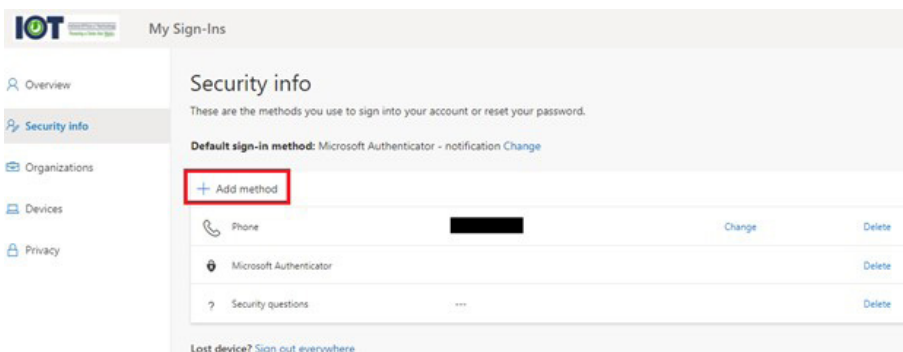 IOT
My Sign-Ins
Overview
Security info
Organizations
Devices
Privacy
Security info
These are the methods you use to sign into your account or reset your password.
Default sign-in method: Microsoft Authenticator - notification Change
+ Add method
Phone Change Delete
Microsoft Authenticator Delete
? Security questions --- Delete
Lost device? Sign out everywhere